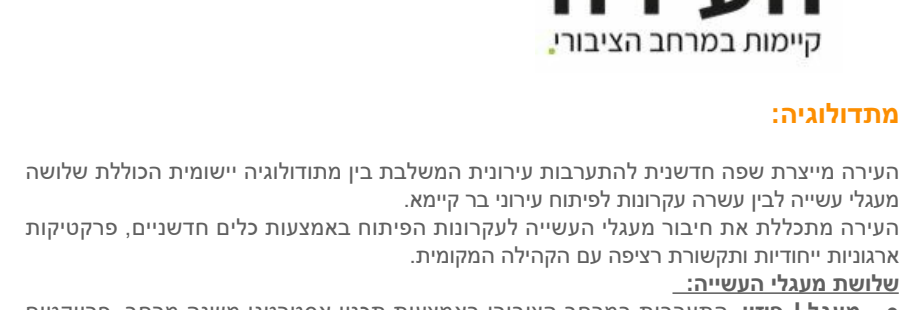 קיימות במרחב הציבורי.
מתדולוגיה:
העירה מייצרת שפה חדשנית להתערבות עירונית המשלבת בין מתודולוגיה יישומית הכוללת שלושה
מעגלי עשייה לבין עשרה עקרונות לפיתוח עירוני בר קיימא.
העירה מתכללת את חיבור מעגלי העשייה לעקרונות הפיתוח באמצעות כלים חדשניים, פרקטיקות
ארגוניות ייחודיות ותקשורת רציפה עם הקהילה המקומית.
שלושת מעגלי העשייה: